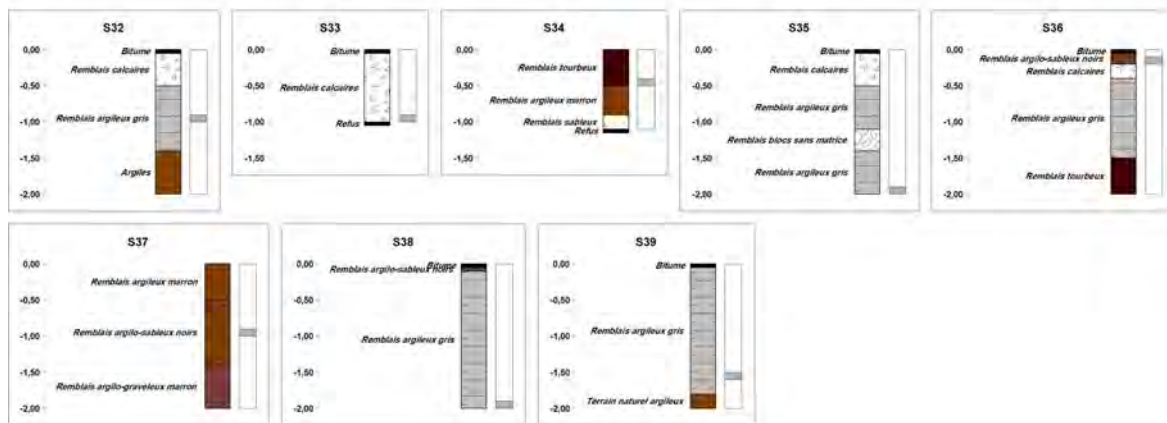 S32
0,00
Bitume
Remblais calcaires
-0,50
Remblais argileux gris
-1,00
-1,50
Argiles
-2,00
S33
0,00
Bitume
-0,50
Remblais calcaires
-1,00
Refus
-1,50
S34
0,00
Remblais tourbeux
-0,50
Remblais argileux marron
-1,00
Remblais sableux
Refus
-1,50
S35
0,00
Bitume
Remblais calcaires
-0,50
Remblais argileux gris
-1,00
Remblais blocs sans matrice
-1,50
Remblais argileux gris
-2,00
S36
0,00
Bitume
Remblais argilo-sableux noirs
Remblais calcaires
-0,50
Remblais argileux gris
-1,00
-1,50
Remblais tourbeux
-2,00
S37
0,00
Remblais argileux marron
-0,50
Remblais argilo-sableux noirs
-1,00
-1,50
Remblais argilo-graveleux marron
-2,00
S38
0,00
Bitume
Remblais argilo-sableux noirs
-0,50
-1,00
Remblais argileux gris
-1,50
-2,00
S39
0,00
Bitume
-0,50
Remblais argileux gris
-1,00
-1,50
Terrain naturel argileux
-2,00